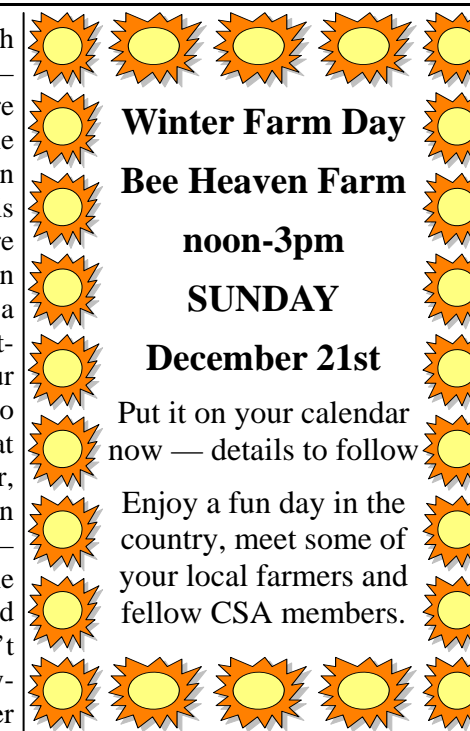 Winter Farm Day
Bee Heaven Farm
noon-3pm
SUNDAY
December 21st
Put it on your calendar
now — details to follow
Enjoy a fun day in the
country, meet some of
your local farmers and
fellow CSA members.